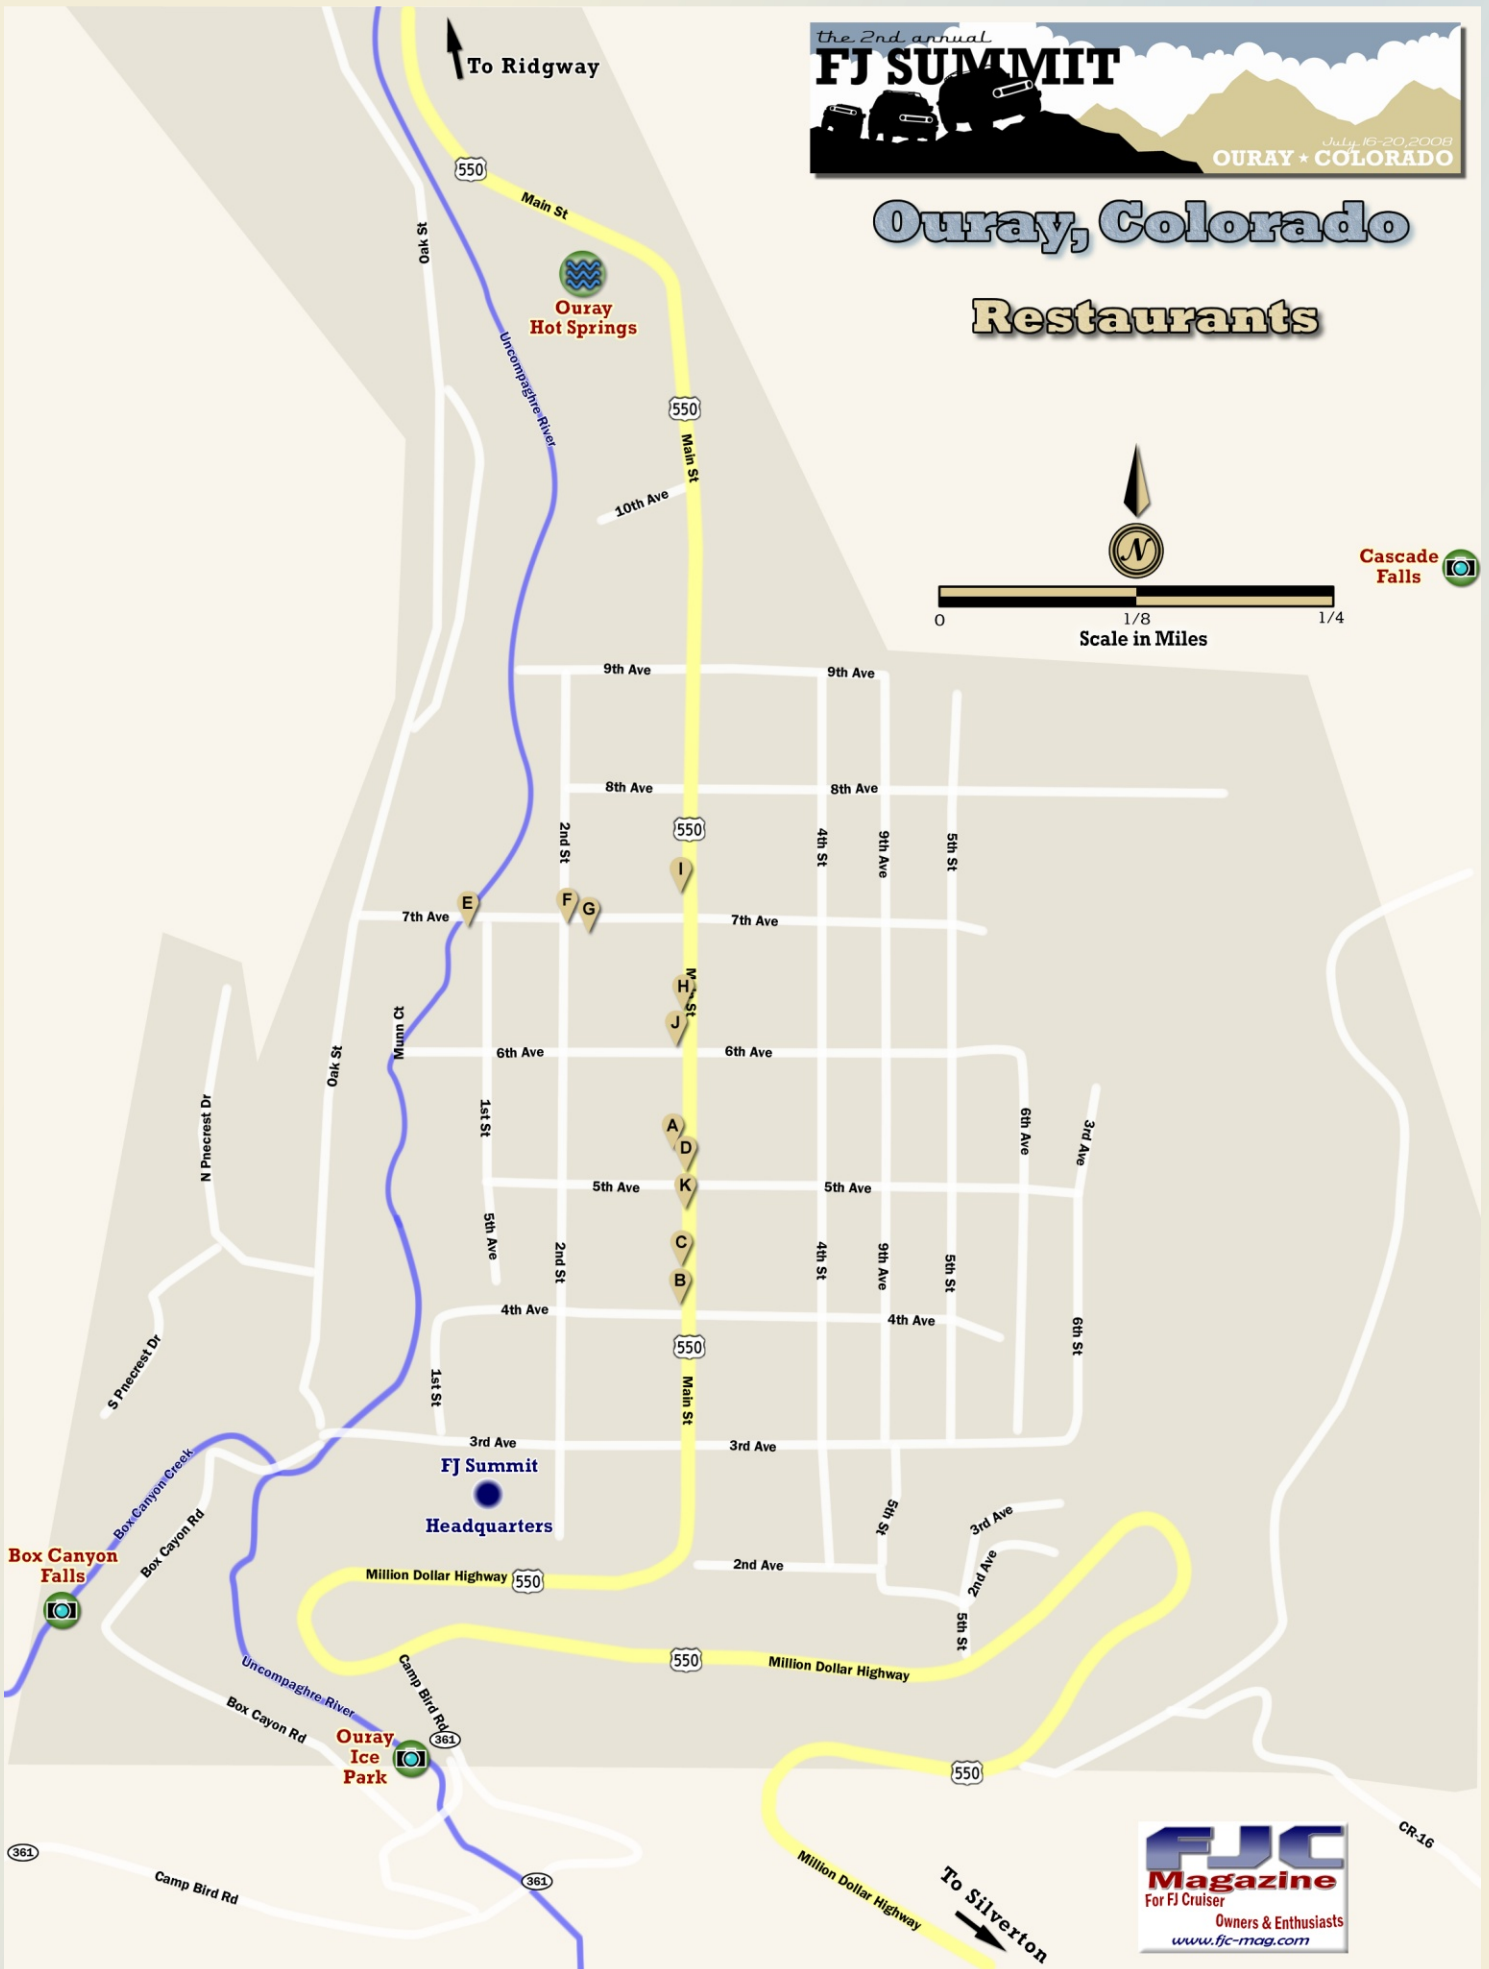 the 2nd annual
FJ SUMMIT
July 16-20, 2008
OURAY ★ COLORADO
Ouray, Colorado
Restaurants
To Ridgway
550
Main St
Oak St
Ouray
Hot Springs
Uncompaghre River
550
Main St
10th Ave
N
0
1/8
1/4
Scale in Miles
Cascade
Falls
9th Ave
9th Ave
8th Ave
8th Ave
550
2nd St
4th St
9th Ave
5th St
I
E
F
G
7th Ave
7th Ave
H
J
Munn Ct
Oak St
6th Ave
6th Ave
N Pnecrest Dr
1st St
A
D
6th Ave
3rd Ave
K
5th Ave
5th Ave
5th Ave
2nd St
C
B
4th St
9th Ave
5th St
4th Ave
4th Ave
550
6th St
S Pnecrest Dr
1st St
Main St
3rd Ave
3rd Ave
FJ Summit
Headquarters
Box Canyon Creek
Box Cayon Rd
5th St
3rd Ave
2nd Ave
2nd Ave
5th St
Box Canyon
Falls
Million Dollar Highway
550
550
Million Dollar Highway
Uncompaghre River
Camp Bird Rd
361
Box Cayon Rd
Ouray
Ice
Park
550
361
Camp Bird Rd
361
Million Dollar Highway
To Silverton
CR-16
FJC
Magazine
For FJ Cruiser
Owners & Enthusiasts
www.fjc-mag.com